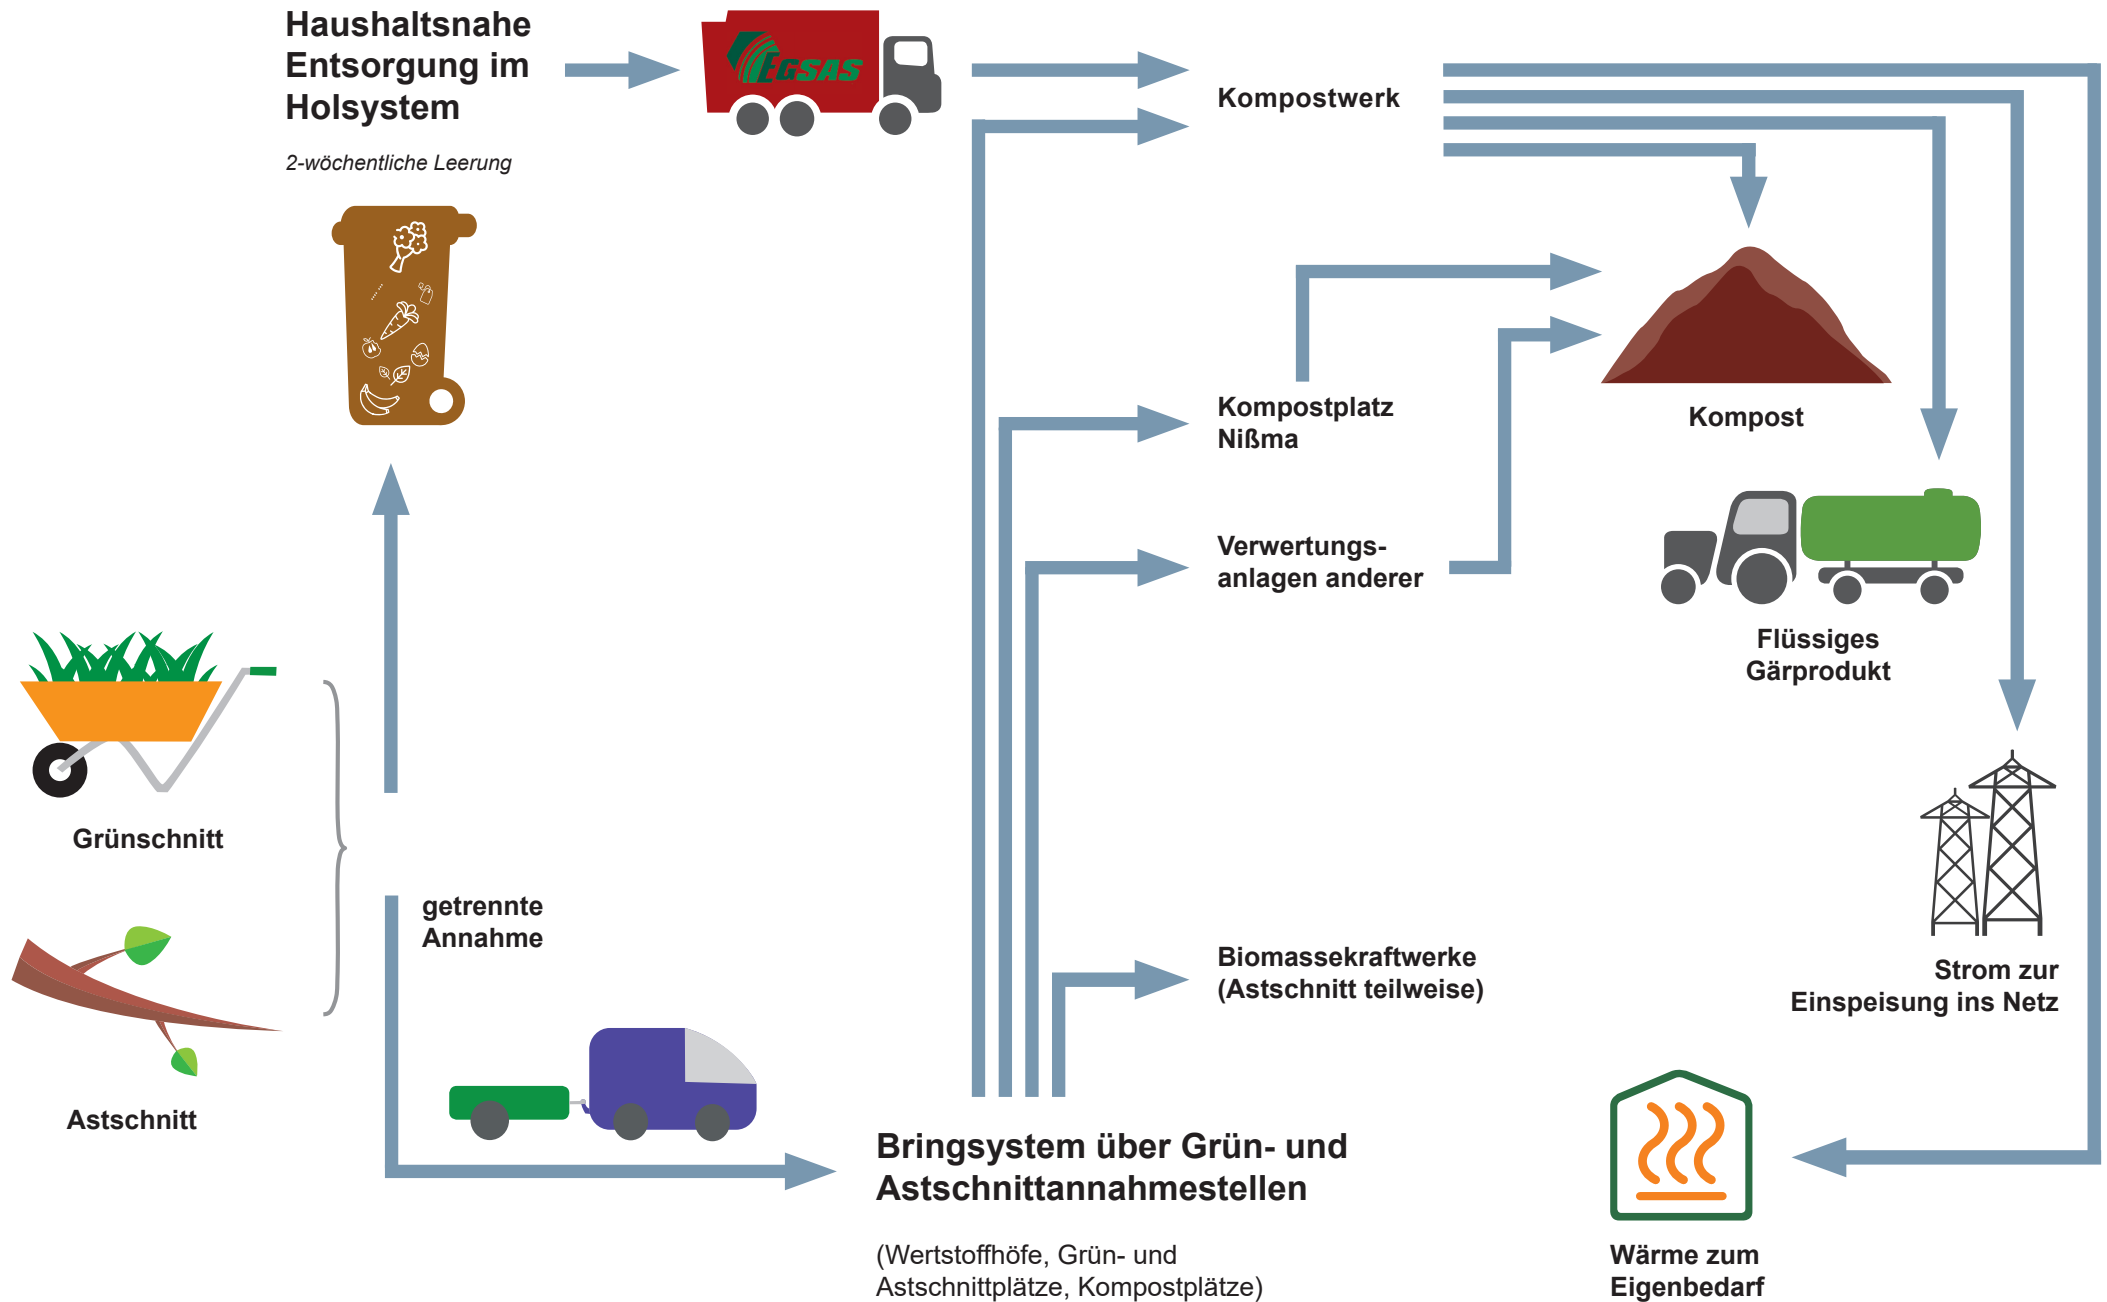 Haushaltsnahe
Entsorgung im
Holsystem
2-wöchentliche Leerung
EGSAS
Kompostwerk
Kompostplatz
Nißma
Kompost
Verwertungs-
anlagen anderer
Flüssiges
Gärprodukt
Grünschnitt
getrennte
Annahme
Astschnitt
Biomassekraftwerke
(Astschnitt teilweise)
Strom zur
Einspeisung ins Netz
Bringsystem über Grün- und
Astschnittannahmestellen
(Wertstoffhöfe, Grün- und
Astschnittplätze, Kompostplätze)
Wärme zum
Eigenbedarf